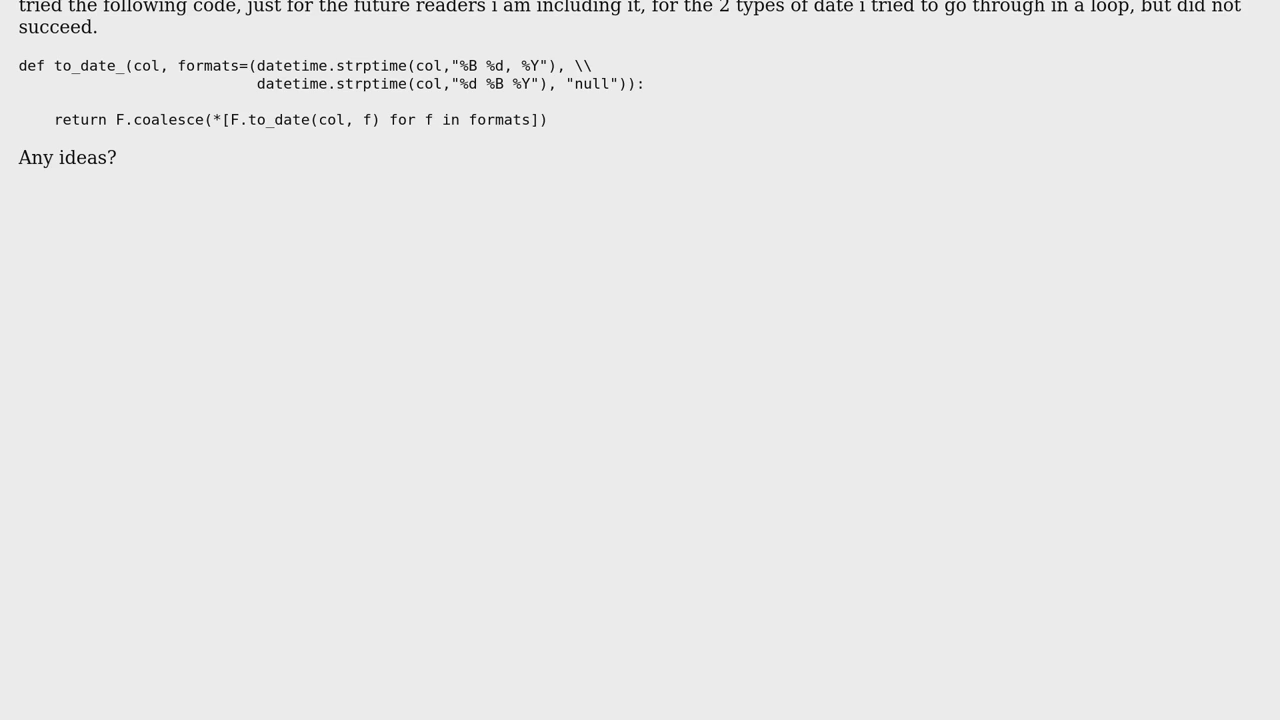 tried the following code, just for the future readers i am including it, for the 2 types of date i tried to go through in a loop, but did not
succeed.
def to_date_(col, formats=(datetime.strptime(col,"%B %d, %Y"), \\
                           datetime.strptime(col,"%d %B %Y"), "null")):
    return F.coalesce(*[F.to_date(col, f) for f in formats])
Any ideas?